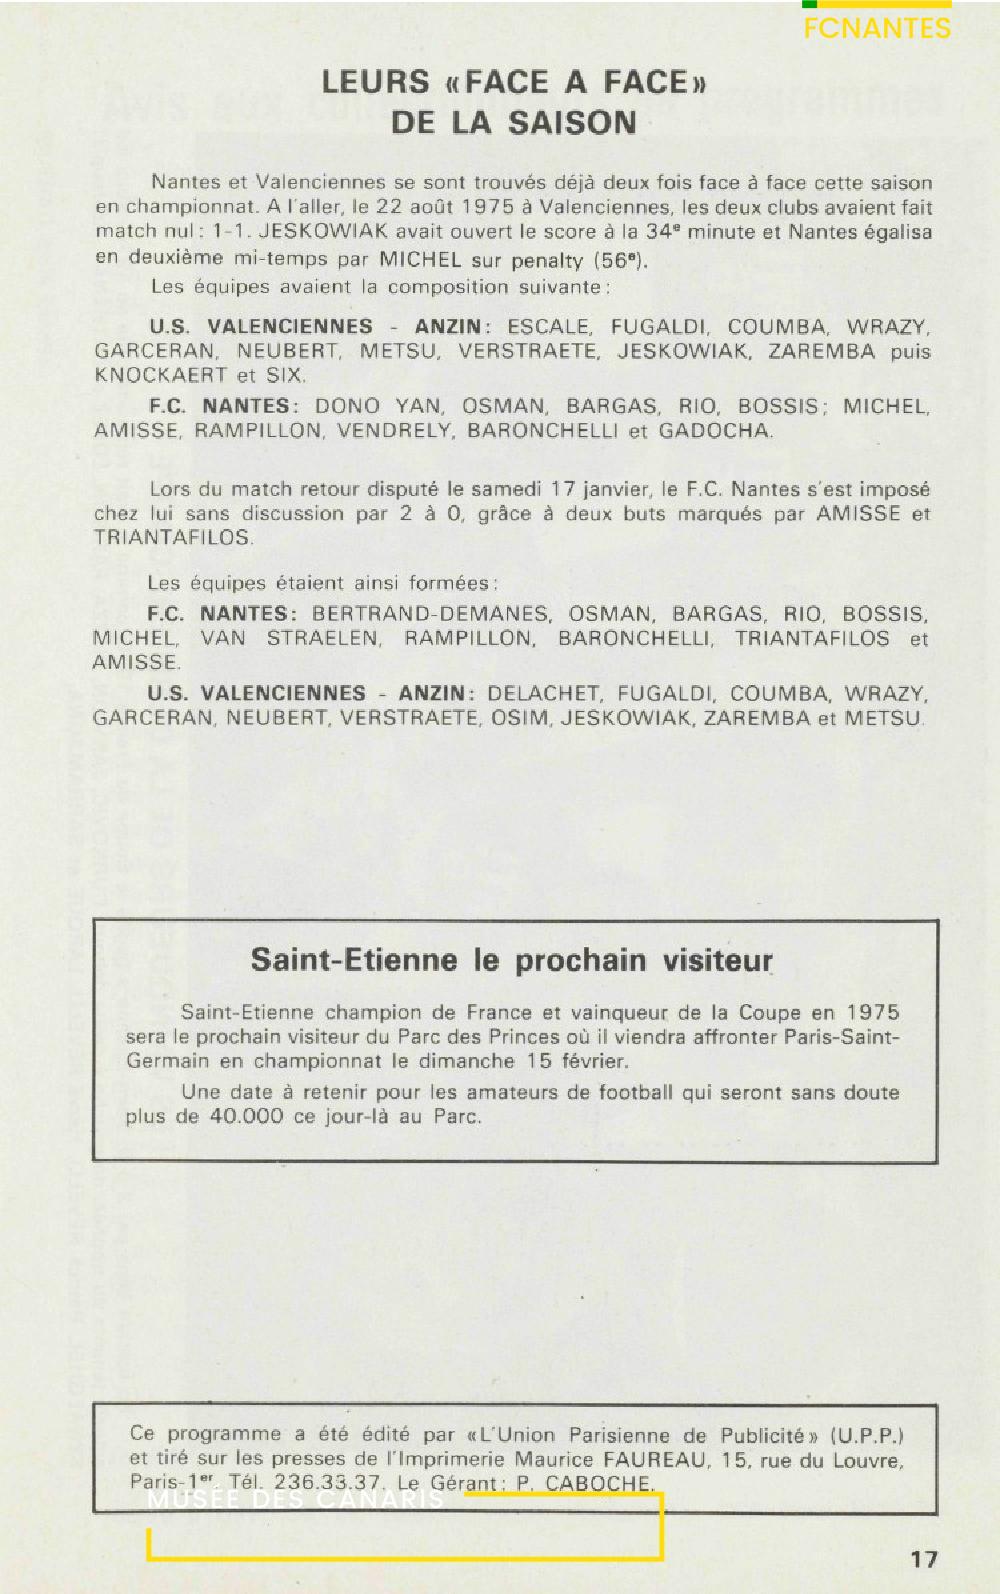 FCNANTES
LEURS «FACE A FACE»
DE LA SAISON
Nantes et Valenciennes se sont trouvés déjà deux fois face à face cette saison
en championnat. A l'aller, le 22 août 1975 à Valenciennes, les deux clubs avaient fait
match nul : 1-1. JESKOWIAK avait ouvert le score à la 34e minute et Nantes égalisa
en deuxième mi-temps par MICHEL sur penalty (56e).
Les équipes avaient la composition suivante :
U.S. VALENCIENNES - ANZIN : ESCALE, FUGALDI, COUMBA, WRAZY,
GARCERAN, NEUBERT, METSU, VERSTRAETE, JESKOWIAK, ZAREMBA puis
KNOCKAERT et SIX.
F.C. NANTES : DONO YAN, OSMAN, BARGAS, RIO, BOSSIS; MICHEL,
AMISSE, RAMPILLON, VENDRELY, BARONCHELLI et GADOCHA.
Lors du match retour disputé le samedi 17 janvier, le F.C. Nantes s'est imposé
chez lui sans discussion par 2 à 0, grâce à deux buts marqués par AMISSE et
TRIANTAFILOS.
Les équipes étaient ainsi formées :
F.C. NANTES : BERTRAND-DEMANES, OSMAN, BARGAS, RIO, BOSSIS,
MICHEL, VAN STRAELEN, RAMPILLON, BARONCHELLI, TRIANTAFILOS et
AMISSE.
U.S. VALENCIENNES - ANZIN : DELACHET, FUGALDI, COUMBA, WRAZY,
GARCERAN, NEUBERT, VERSTRAETE, OSIM, JESKOWIAK, ZAREMBA et METSU.
Saint-Etienne le prochain visiteur
Saint-Etienne champion de France et vainqueur de la Coupe en 1975
sera le prochain visiteur du Parc des Princes où il viendra affronter Paris-Saint-
Germain en championnat le dimanche 15 février.
Une date à retenir pour les amateurs de football qui seront sans doute
plus de 40.000 ce jour-là au Parc.
Ce programme a été édité par «L'Union Parisienne de Publicité» (U.P.P.)
et tiré sur les presses de l'Imprimerie Maurice FAUREAU, 15, rue du Louvre,
Paris-1er. Tél. 236.33.37. Le Gérant : P. CABOCHE.
MUSÉE DES CANARIS
17